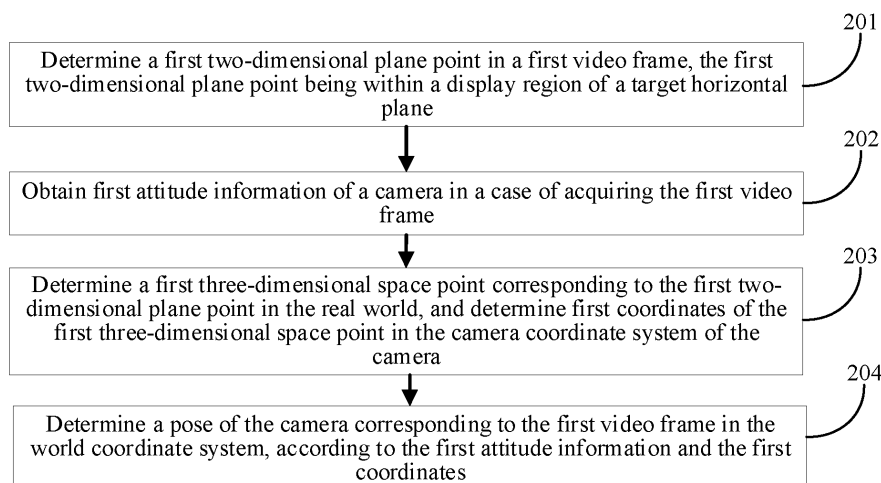 201
Determine a first two-dimensional plane point in a first video frame, the first
two-dimensional plane point being within a display region of a target horizontal
plane
202
Obtain first attitude information of a camera in a case of acquiring the first video
frame
203
Determine a first three-dimensional space point corresponding to the first two-
dimensional plane point in the real world, and determine first coordinates of the
first three-dimensional space point in the camera coordinate system of the
camera
204
Determine a pose of the camera corresponding to the first video frame in the
world coordinate system, according to the first attitude information and the first
coordinates